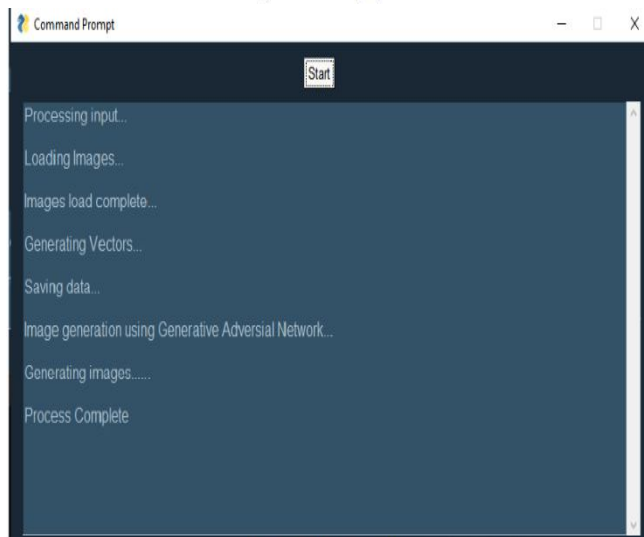 Command Prompt
Start
Processing input...
Loading Images...
Images load complete...
Generating Vectors...
Saving data...
Image generation using Generative Adversial Network...
Generating images......
Process Complete